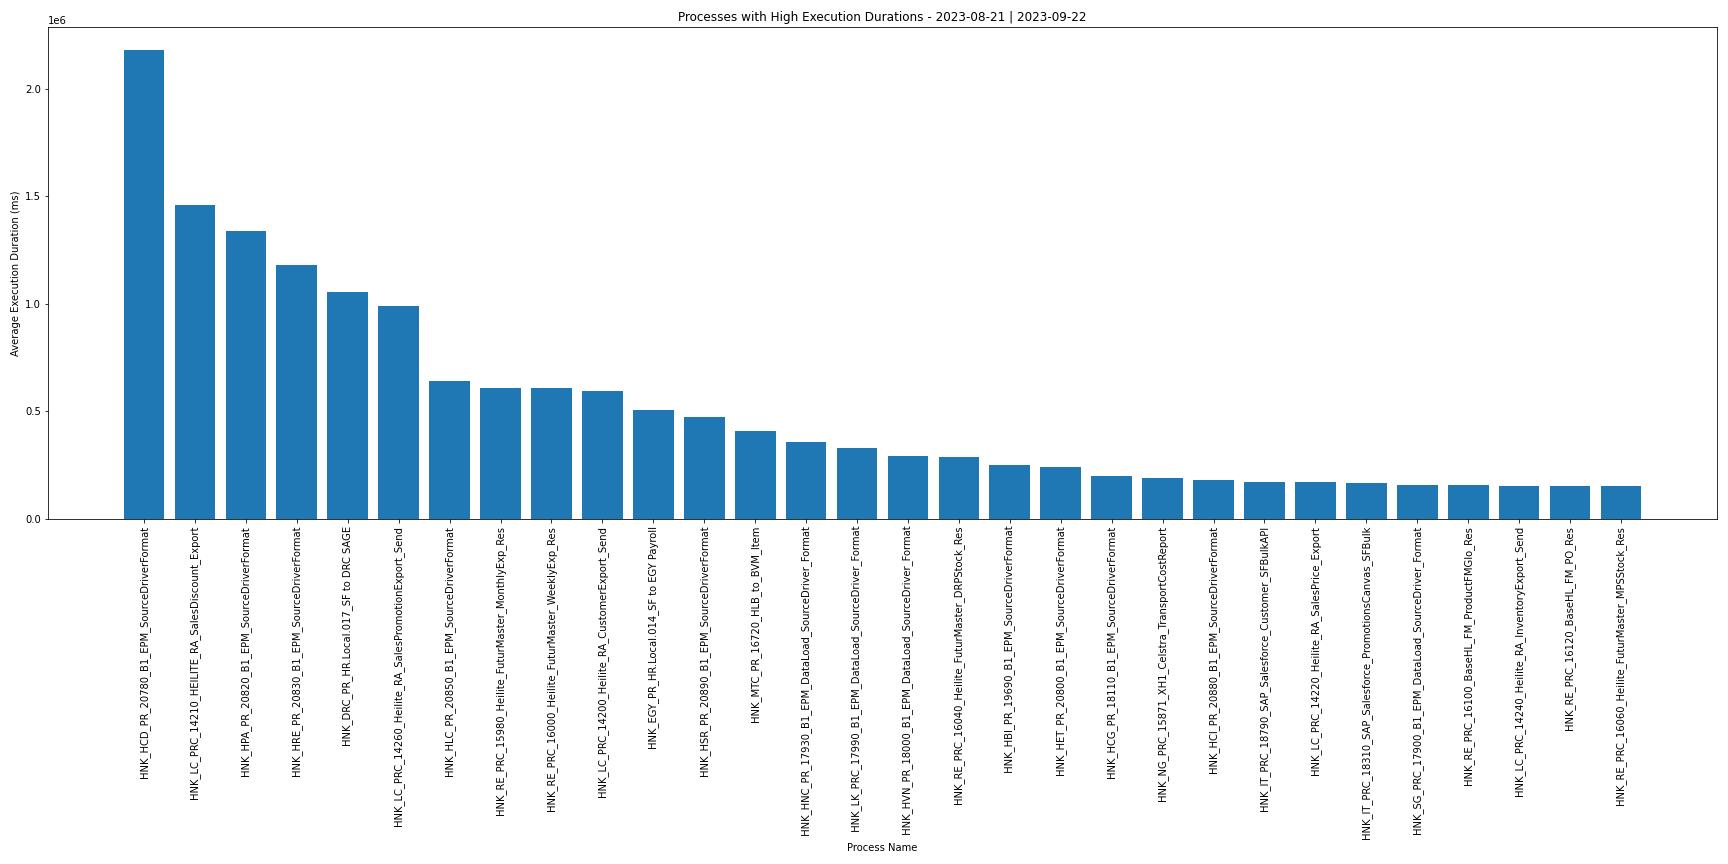 Processes with High Execution Durations - 2023-08-21 | 2023-09-22
1e6
Average Execution Duration (ms)
2.0
1.5
1.0
0.5
0.0
HNK_HCD_PR_20780_B1_EPM_SourceDriverFormat
HNK_LC_PRC_14210_HEILITE_RA_SalesDiscount_Export
HNK_HPA_PR_20820_B1_EPM_SourceDriverFormat
HNK_HRE_PR_20830_B1_EPM_SourceDriverFormat
HNK_DRC_PR_HR.Local.017_SF to DRC SAGE
HNK_LC_PRC_14260_Heilite_RA_SalesPromotionExport_Send
HNK_HLC_PR_20850_B1_EPM_SourceDriverFormat
HNK_RE_PRC_15980_Heilite_FuturMaster_MonthlyExp_Res
HNK_RE_PRC_16000_Heilite_FuturMaster_WeeklyExp_Res
HNK_LC_PRC_14200_Heilite_RA_CustomerExport_Send
HNK_EGY_PR_HR.Local.014_SF to EGY Payroll
HNK_HSR_PR_20890_B1_EPM_SourceDriverFormat
HNK_MTC_PR_16720_HLB_to_BVM_Item
HNK_HNC_PR_17930_B1_EPM_DataLoad_SourceDriver_Format
HNK_LK_PRC_17990_B1_EPM_DataLoad_SourceDriver_Format
HNK_HVN_PR_18000_B1_EPM_DataLoad_SourceDriver_Format
HNK_RE_PRC_16040_Heilite_FuturMaster_DRPStock_Res
HNK_HBI_PR_19690_B1_EPM_SourceDriverFormat
HNK_HET_PR_20800_B1_EPM_SourceDriverFormat
HNK_HCG_PR_18110_B1_EPM_SourceDriverFormat
HNK_NG_PRC_15871_XH1_Celstra_TransportCostReport
HNK_HCI_PR_20880_B1_EPM_SourceDriverFormat
HNK_IT_PRC_18790_SAP_Salesforce_Customer_SFBulkAPI
HNK_LC_PRC_14220_Heilite_RA_SalesPrice_Export
HNK_IT_PRC_18310_SAP_Salesforce_PromotionsCanvas_SFBulk
HNK_SG_PRC_17900_B1_EPM_DataLoad_SourceDriver_Format
HNK_RE_PRC_16100_BaseHL_FM_ProductFMGlo_Res
HNK_LC_PRC_14240_Heilite_RA_InventoryExport_Send
HNK_RE_PRC_16120_BaseHL_FM_PO_Res
HNK_RE_PRC_16060_Heilite_FuturMaster_MPSStock_Res
Process Name